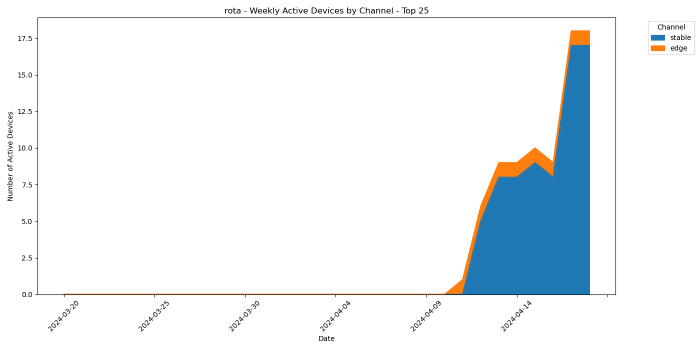 rota - Weekly Active Devices by Channel - Top 25
Channel
stable
edge
17.5
15.0
12.5
10.0
7.5
5.0
2.5
0.0
Number of Active Devices
2024-03-20
2024-03-25
2024-03-30
2024-04-04
2024-04-09
2024-04-14
Date